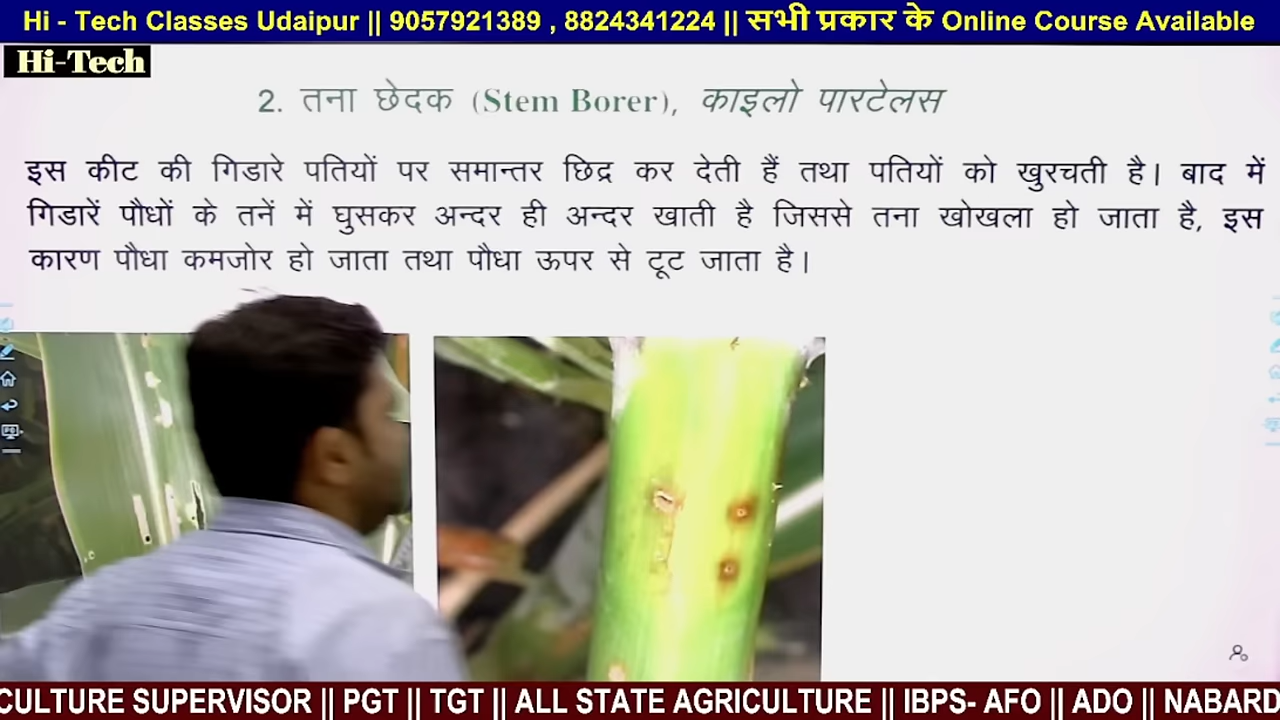 Hi - Tech Classes Udaipur || 9057921389 , 8824341224 || सभी प्रकार के Online Course Available
Hi-Tech
2. तना छेदक (Stem Borer), काइलो पारटेलस
इस कीट की गिडारे पतियों पर समान्तर छिद्र कर देती हैं तथा पतियों को खुरचती है। बाद में
गिडारें पौधों के तनें में घुसकर अन्दर ही अन्दर खाती है जिससे तना खोखला हो जाता है, इस
कारण पौधा कमजोर हो जाता तथा पौधा ऊपर से टूट जाता है।
CULTURE SUPERVISOR || PGT || TGT || ALL STATE AGRICULTURE || IBPS- AFO || ADO || NABARD